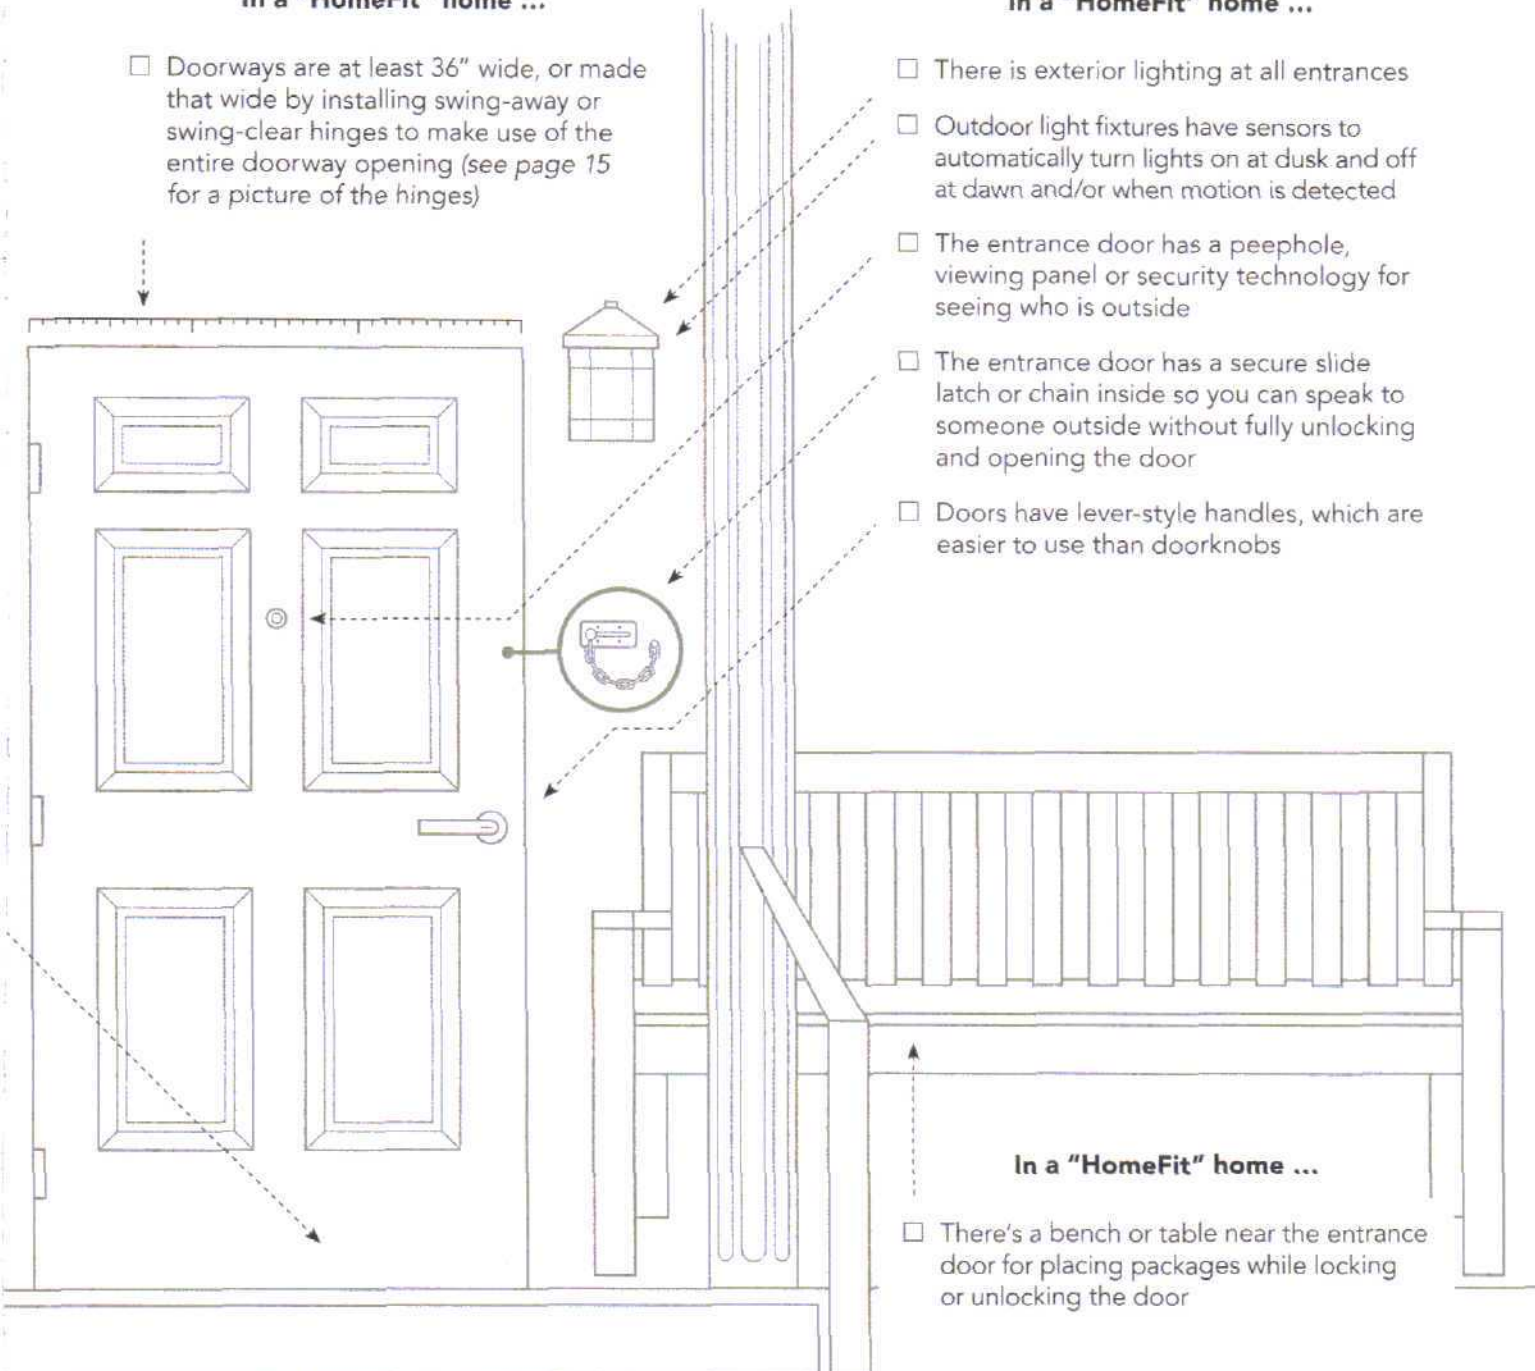 In a "HomeFit" home ...
☐ Doorways are at least 36" wide, or made
that wide by installing swing-away or
swing-clear hinges to make use of the
entire doorway opening (see page 15
for a picture of the hinges)
In a "HomeFit" home ...
☐ There is exterior lighting at all entrances
☐ Outdoor light fixtures have sensors to
automatically turn lights on at dusk and off
at dawn and/or when motion is detected
☐ The entrance door has a peephole,
viewing panel or security technology for
seeing who is outside
☐ The entrance door has a secure slide
latch or chain inside so you can speak to
someone outside without fully unlocking
and opening the door
☐ Doors have lever-style handles, which are
easier to use than doorknobs
In a "HomeFit" home ...
☐ There's a bench or table near the entrance
door for placing packages while locking
or unlocking the door